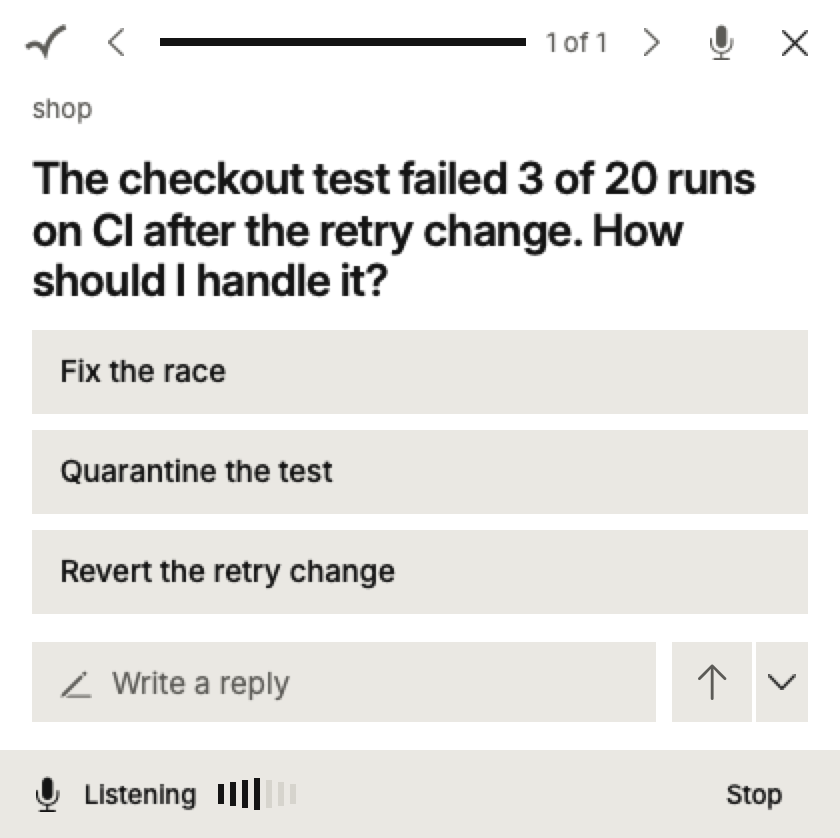 1 of 1
shop
The checkout test failed 3 of 20 runs
on CI after the retry change. How
should I handle it?
Fix the race
Quarantine the test
Revert the retry change
Write a reply
Listening
Stop